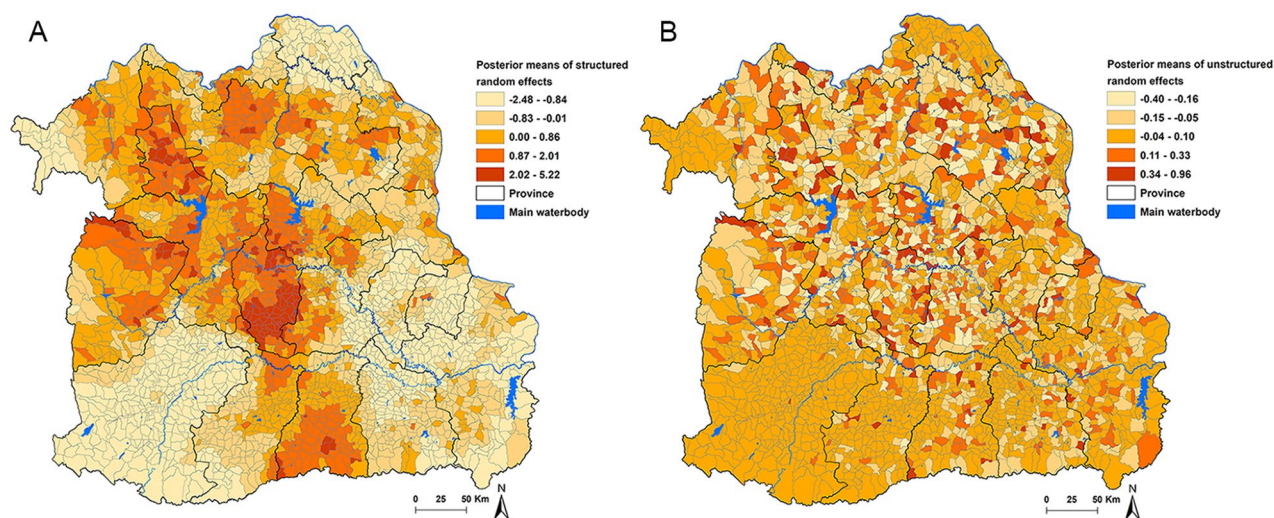 A
Posterior means of structured
random effects
-2.48 - -0.84
-0.83 - -0.01
0.00 - 0.86
0.87 - 2.01
2.02 - 5.22
Province
Main waterbody
0 25 50 Km
N
B
Posterior means of unstructured
random effects
-0.40 - -0.16
-0.15 - -0.05
-0.04 - 0.10
0.11 - 0.33
0.34 - 0.96
Province
Main waterbody
0 25 50 Km
N